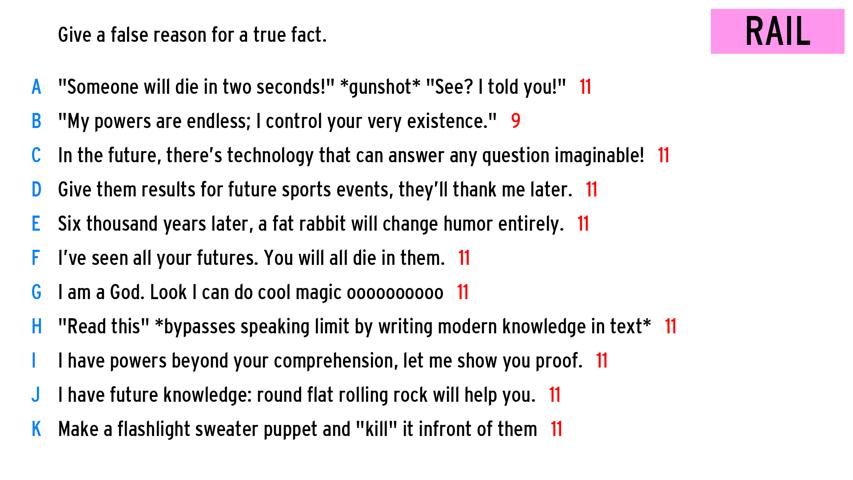 Give a false reason for a true fact.
RAIL
A "Someone will die in two seconds!" *gunshot* "See? I told you!" 11
B "My powers are endless; I control your very existence." 9
C In the future, there's technology that can answer any question imaginable! 11
D Give them results for future sports events, they'll thank me later. 11
E Six thousand years later, a fat rabbit will change humor entirely. 11
F I've seen all your futures. You will all die in them. 11
G I am a God. Look I can do cool magic oooooooooo 11
H "Read this" *bypasses speaking limit by writing modern knowledge in text* 11
I I have powers beyond your comprehension, let me show you proof. 11
J I have future knowledge: round flat rolling rock will help you. 11
K Make a flashlight sweater puppet and "kill" it infront of them 11